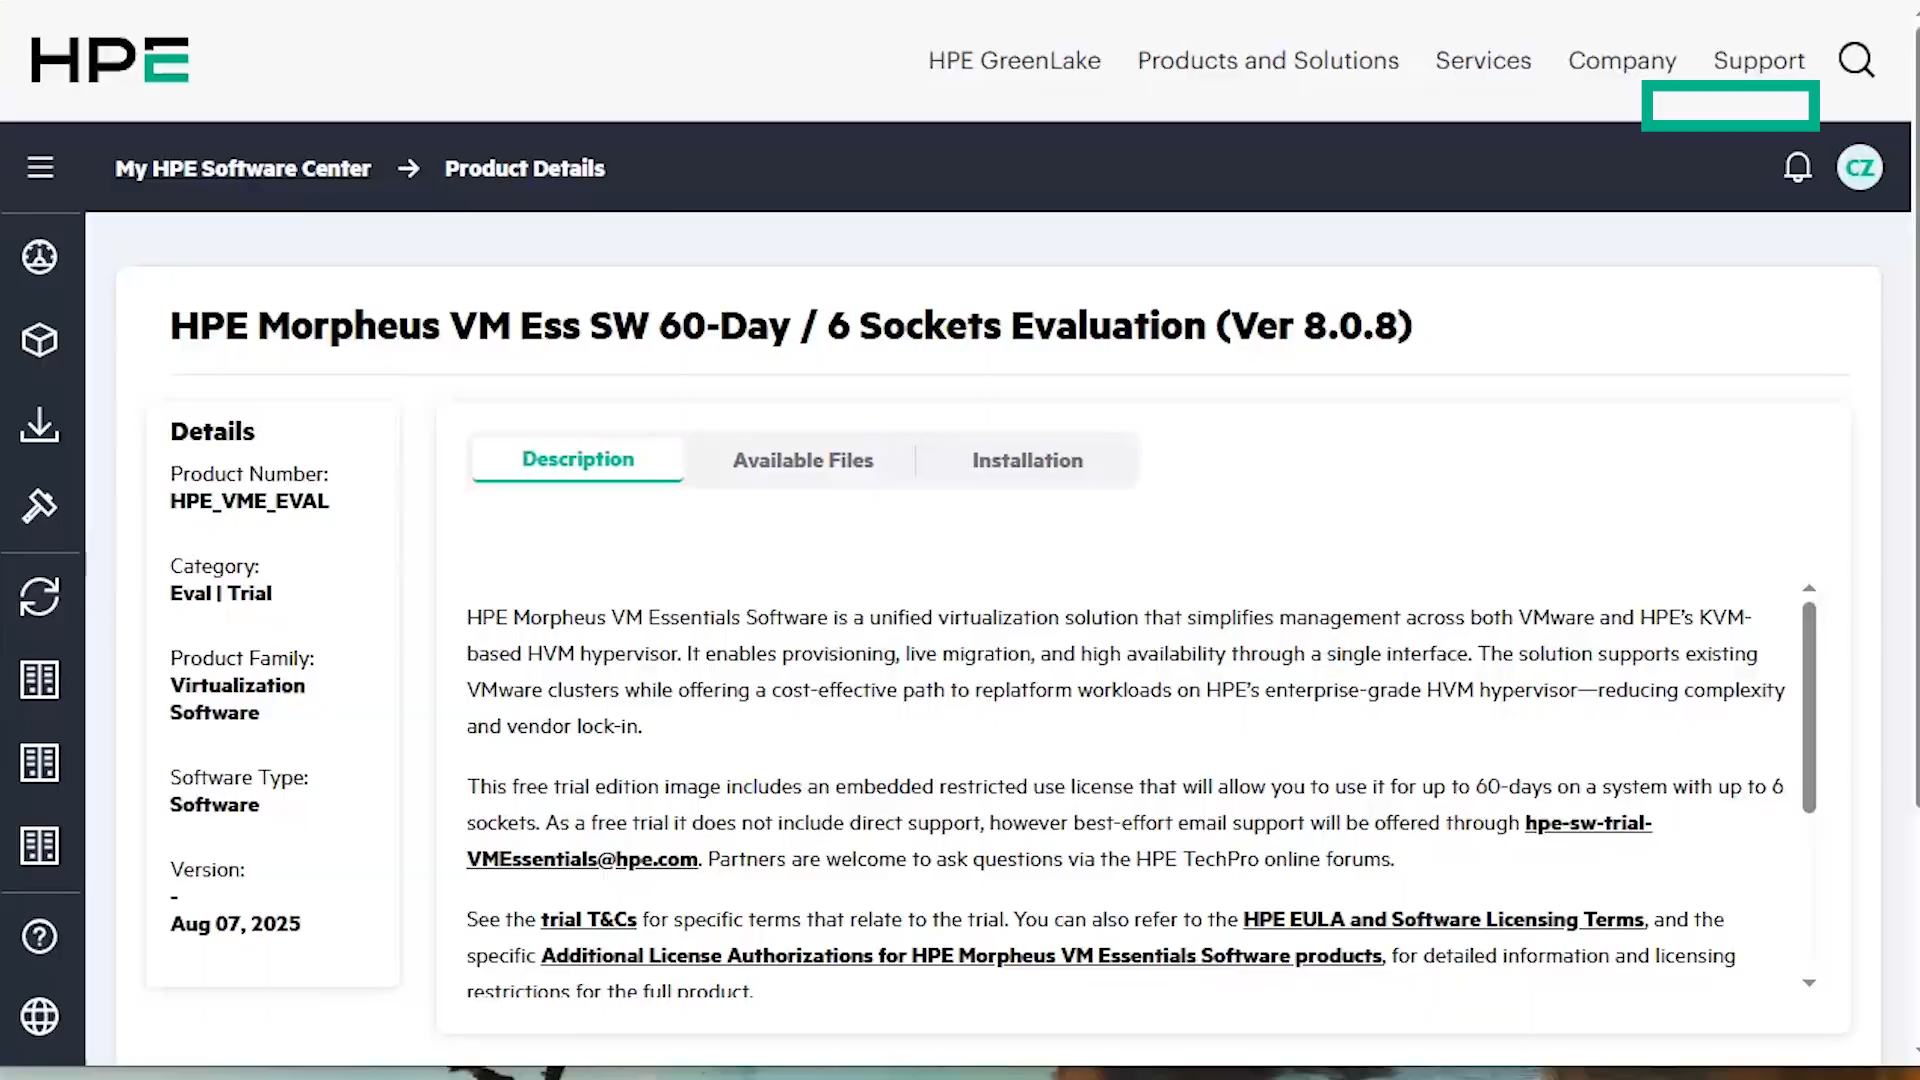 HPE
HPE GreenLake
Products and Solutions
Services
Company
Support
My HPE Software Center → Product Details
CZ
HPE Morpheus VM Ess SW 60-Day / 6 Sockets Evaluation (Ver 8.0.8)
Details
Product Number:
HPE_VME_EVAL
Category:
Eval | Trial
Product Family:
Virtualization
Software
Software Type:
Software
Version:
-
Aug 07, 2025
Description
Available Files
Installation
HPE Morpheus VM Essentials Software is a unified virtualization solution that simplifies management across both VMware and HPE’s KVM-
based HVM hypervisor. It enables provisioning, live migration, and high availability through a single interface. The solution supports existing
VMware clusters while offering a cost-effective path to replatform workloads on HPE’s enterprise-grade HVM hypervisor—reducing complexity
and vendor lock-in.
This free trial edition image includes an embedded restricted use license that will allow you to use it for up to 60-days on a system with up to 6
sockets. As a free trial it does not include direct support, however best-effort email support will be offered through hpe-sw-trial-
VMEssentials@hpe.com. Partners are welcome to ask questions via the HPE TechPro online forums.
See the trial T&Cs for specific terms that relate to the trial. You can also refer to the HPE EULA and Software Licensing Terms, and the
specific Additional License Authorizations for HPE Morpheus VM Essentials Software products, for detailed information and licensing
restrictions for the full product.